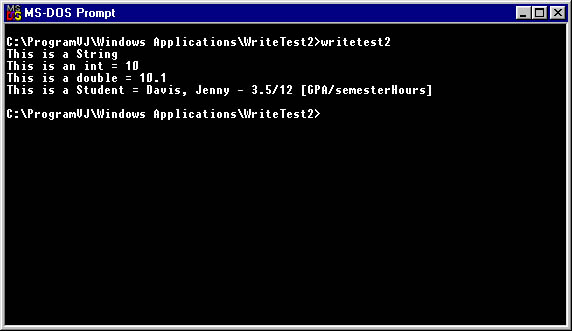 MS-DOS Prompt
C:\ProgramVJ\Windows Applications\WriteTest2>writetest2
This is a String
This is an int = 10
This is a double = 10.1
This is a Student = Davis, Jenny - 3.5/12 [GPA/semesterHours]
C:\ProgramVJ\Windows Applications\WriteTest2>